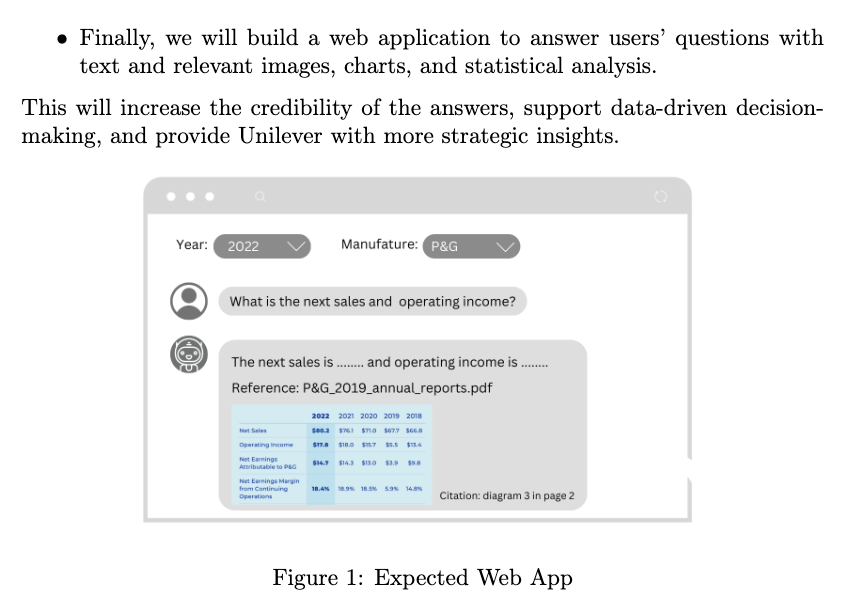 • Finally, we will build a web application to answer users' questions with
text and relevant images, charts, and statistical analysis.
This will increase the credibility of the answers, support data-driven decision-
making, and provide Unilever with more strategic insights.
Year: 2022 Manufature: P&G
What is the next sales and operating income?
The next sales is ........ and operating income is ........
Reference: P&G_2019_annual_reports.pdf
2022 2021 2020 2019 2018
Net Sales $80.2 $76.1 $71.0 $67.7 $66.8
Operating Income $17.8 $18.0 $15.7 $5.5 $13.4
Net Earnings
Attributable to P&G $14.7 $14.3 $13.0 $3.9 $9.8
Net Earnings Margin
from Continuing
Operations 18.4% 18.9% 18.5% 5.9% 14.8%
Citation: diagram 3 in page 2
Figure 1: Expected Web App